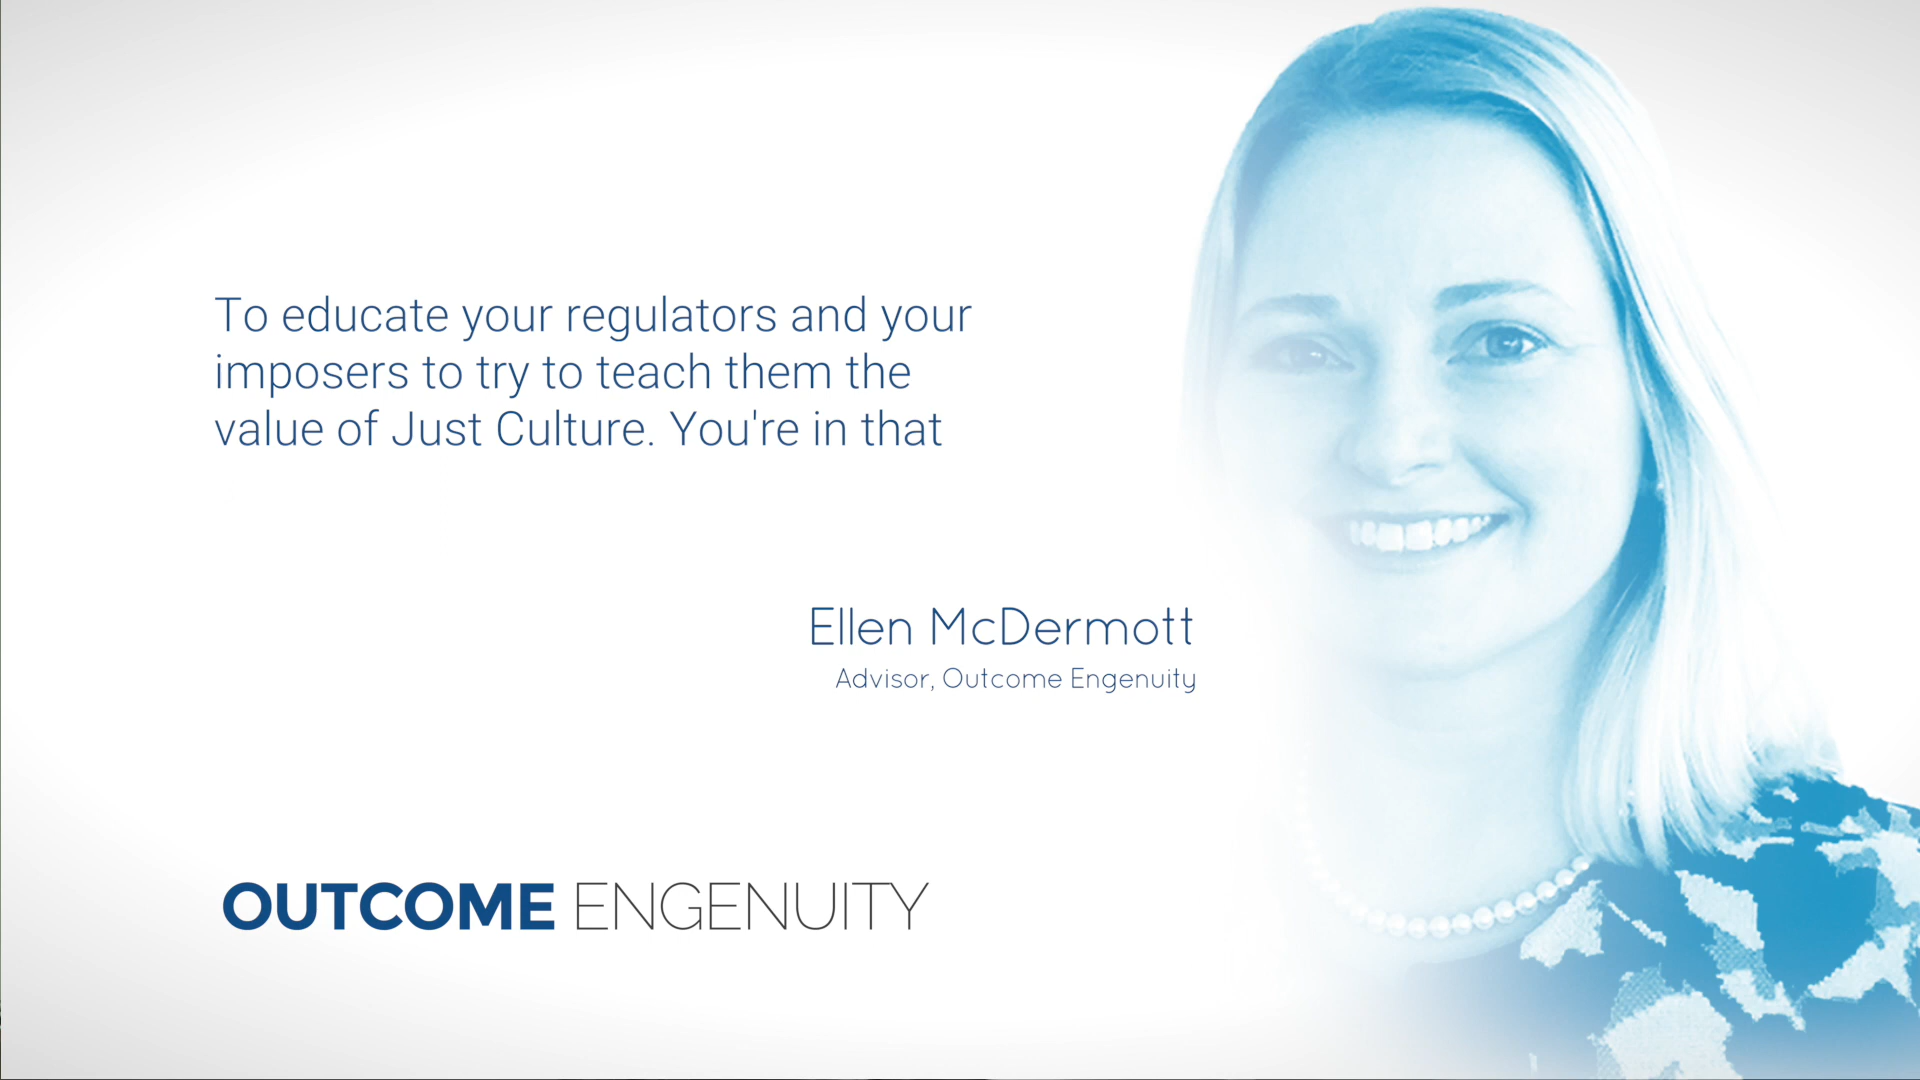 To educate your regulators and your
imposers to try to teach them the
value of Just Culture. You're in that
Ellen McDermott
Advisor, Outcome Engenuity
OUTCOME ENGENUITY